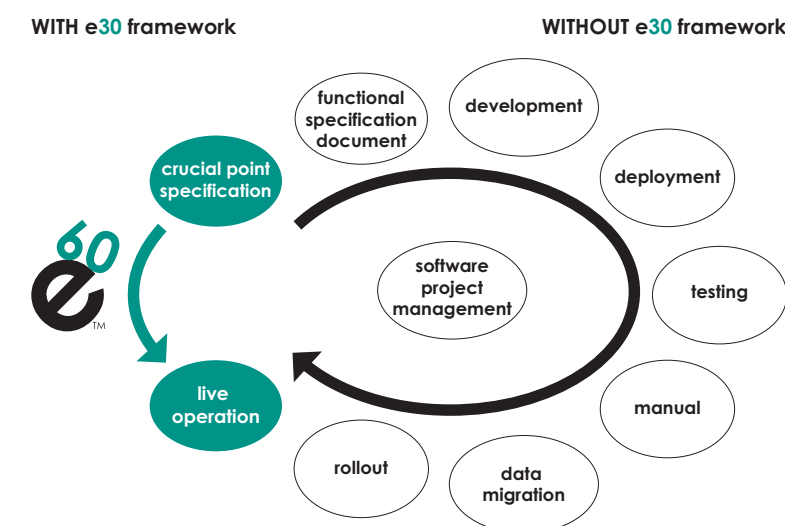 WITH e30 framework
WITHOUT e30 framework
functional
specification
document
development
crucial point
specification
deployment
e60
TM
software
project
management
testing
live
operation
manual
rollout
data
migration